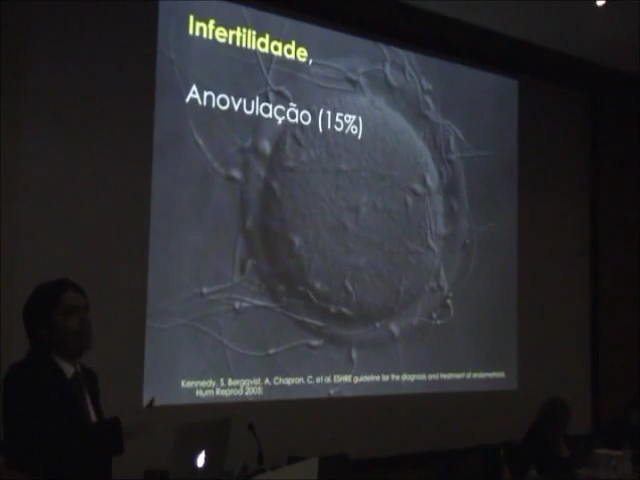 Infertilidade,
Anovulação (15%)
Kennedy, S. Bergqvist, A. Chapron, C. et al. ESHRE guideline for the diagnosis and treatment of endometriosis.
Hum Reprod 2005;